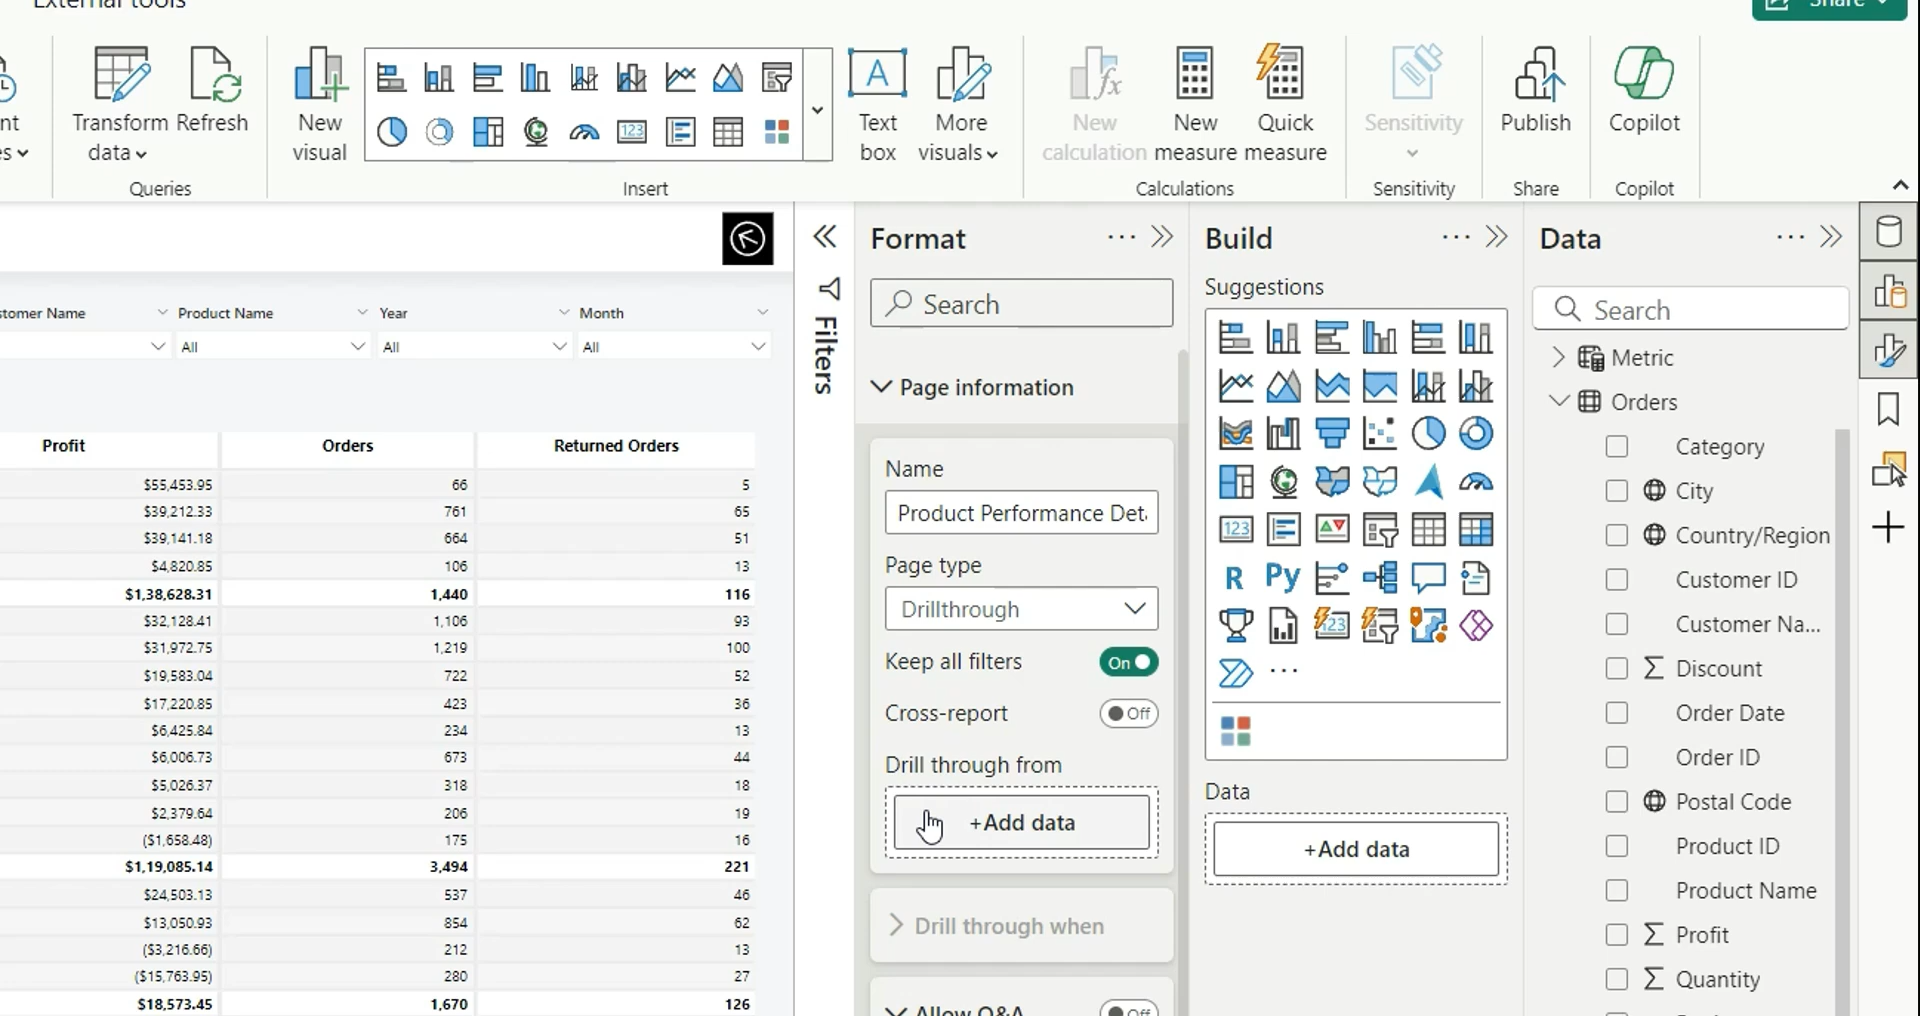 External tools
Share
Transform data
Refresh
New visual
Text box
More visuals
New calculation
New measure
Quick measure
Sensitivity
Publish
Copilot
Queries
Insert
Calculations
Sensitivity
Share
Copilot
Product Name
Year
Month
All
All
All
Profit Orders Returned Orders
$55,453.95 66 5
$39,212.33 761 65
$39,141.18 664 51
$4,820.85 106 13
$1,38,628.31 1,440 116
$32,128.41 1,106 93
$31,972.75 1,219 100
$19,583.04 722 52
$17,220.85 423 36
$6,425.84 234 13
$6,006.73 673 44
$5,026.37 318 18
$2,379.64 206 19
($1,658.48) 175 16
$1,19,085.14 3,494 221
$24,503.13 537 46
$13,050.93 854 62
($3,216.66) 212 13
($15,763.95) 280 27
$18,573.45 1,670 126
Filters
Format
Search
Page information
Name
Product Performance Det
Page type
Drillthrough
Keep all filters On
Cross-report Off
Drill through from
+Add data
Drill through when
Allow Q&A Off
Build
Suggestions
123
R Py
123
Data
+Add data
Data
Search
Metric
Orders
Category
City
Country/Region
Customer ID
Customer Na...
Discount
Order Date
Order ID
Postal Code
Product ID
Product Name
Profit
Quantity